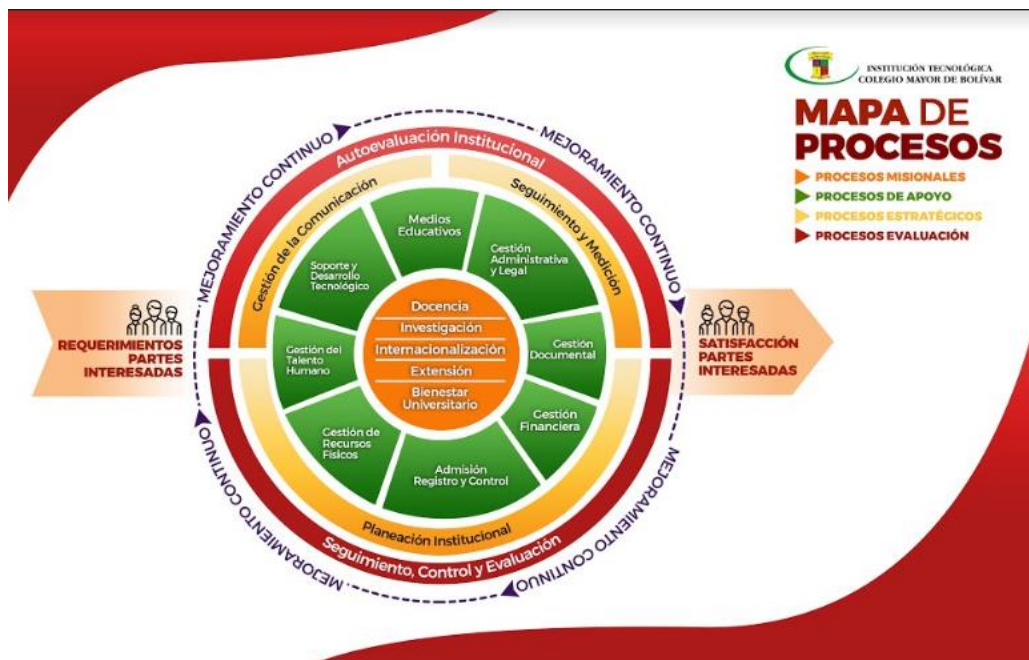 INSTITUCIÓN TECNOLÓGICA
COLEGIO MAYOR DE BOLÍVAR
MAPA DE
PROCESOS
PROCESOS MISIONALES
PROCESOS DE APOYO
PROCESOS ESTRATÉGICOS
PROCESOS EVALUACIÓN
MEJORAMIENTO CONTINUO
MEJORAMIENTO CONTINUO
MEJORAMIENTO CONTINUO
MEJORAMIENTO CONTINUO
Autoevaluación Institucional
Gestión de la Comunicación
Seguimiento y Medición
Medios
Educativos
Gestión
Administrativa
y Legal
Soporte y
Desarrollo
Tecnológico
Docencia
Investigación
Internacionalización
Extensión
Bienestar
Universitario
Gestión del
Talento
Humano
Gestión
Documental
Gestión de
Recursos
Físicos
Gestión
Financiera
Admisión
Registro y Control
Planeación Institucional
Seguimiento, Control y Evaluación
REQUERIMIENTOS
PARTES
INTERESADAS
SATISFACCIÓN
PARTES
INTERESADAS